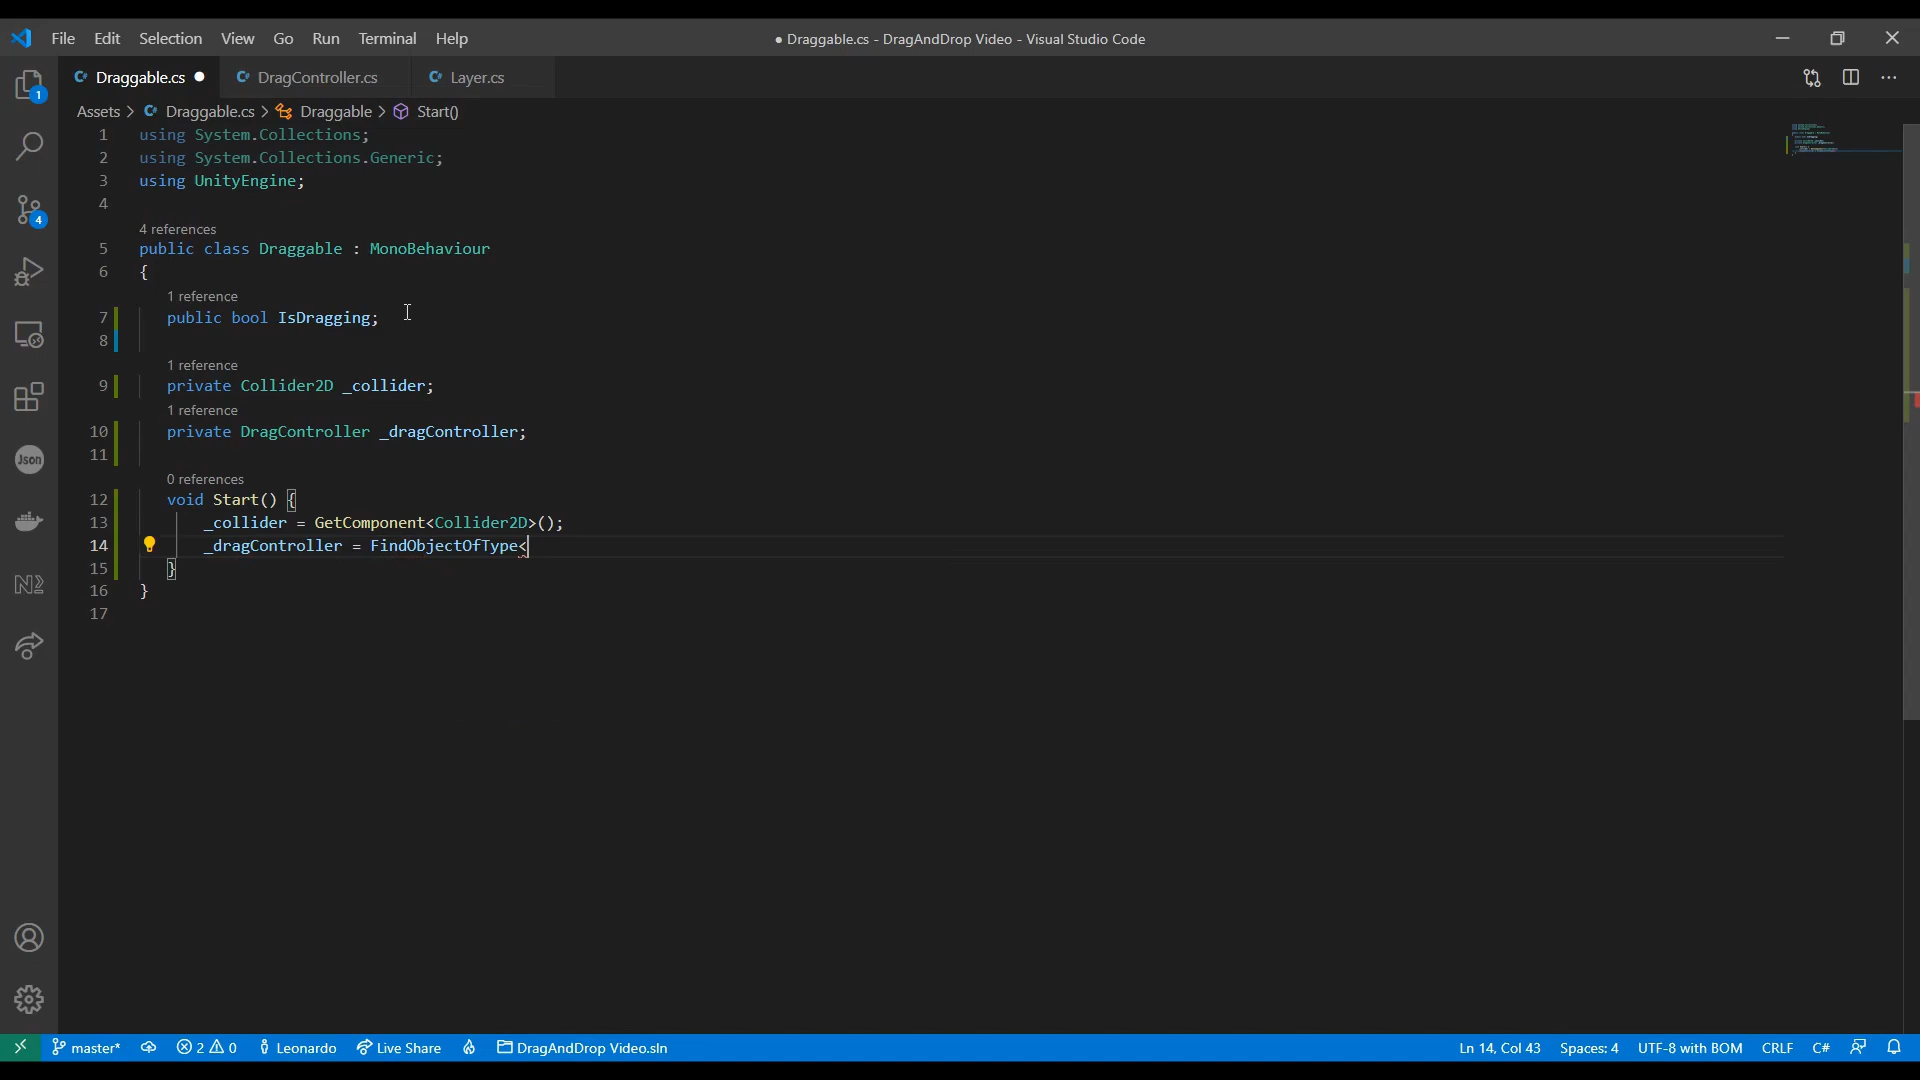 File Edit Selection View Go Run Terminal Help
● Draggable.cs - DragAndDrop Video - Visual Studio Code
Draggable.cs DragController.cs Layer.cs
Assets > Draggable.cs > Draggable > Start()
1 using System.Collections;
2 using System.Collections.Generic;
3 using UnityEngine;
4
4 references
5 public class Draggable : MonoBehaviour
6 {
1 reference
7 public bool IsDragging;
8
1 reference
9 private Collider2D _collider;
1 reference
10 private DragController _dragController;
11
0 references
12 void Start() {
13 _collider = GetComponent<Collider2D>();
14 _dragController = FindObjectOfType<
15 }
16 }
17
1
4
Json
master* 2 0 Leonardo Live Share DragAndDrop Video.sln Ln 14, Col 43 Spaces: 4 UTF-8 with BOM CRLF C#